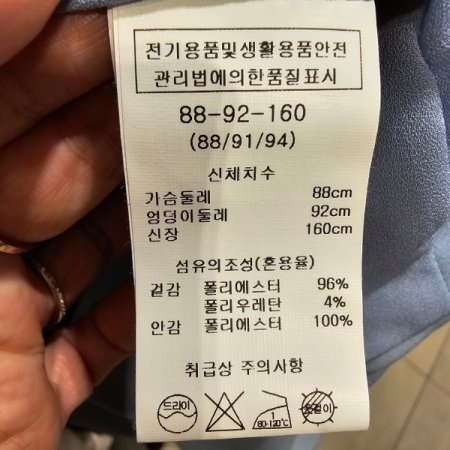 전기용품및생활용품안전
관리법에의한품질표시
88-92-160
(88/91/94)
신체치수
가슴둘레 88cm
엉덩이둘레 92cm
신장 160cm
섬유의조성(혼용율)
겉감 폴리에스터 96%
폴리우레탄 4%
안감 폴리에스터 100%
취급상 주의사항
드라이
1
80-120℃
옷걸이